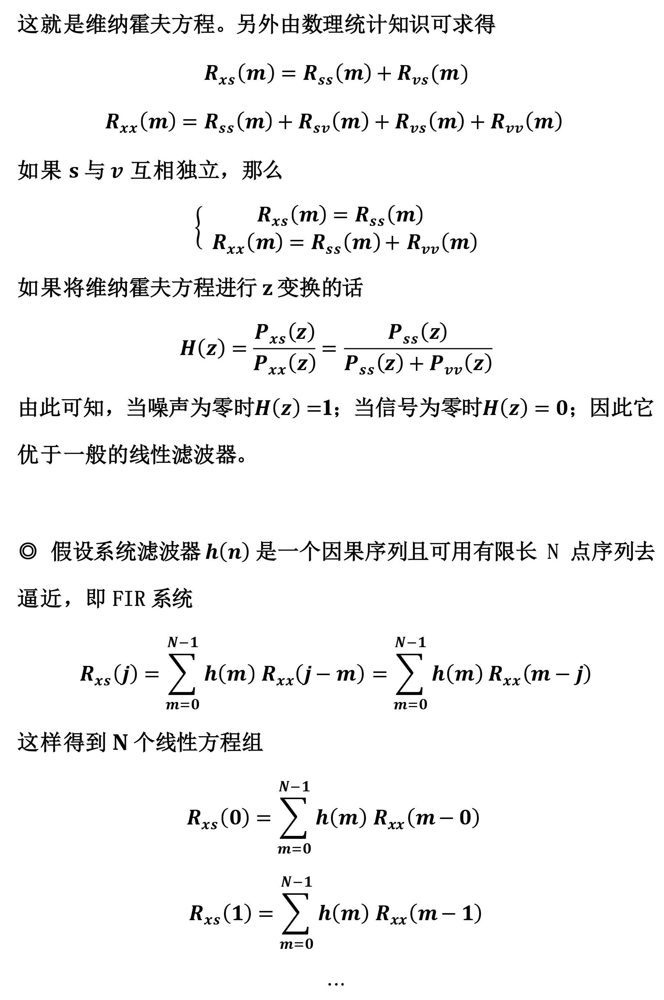 这就是维纳霍夫方程。另外由数理统计知识可求得
R_{xs}(m) = R_{ss}(m) + R_{vs}(m)
R_{xx}(m) = R_{ss}(m) + R_{sv}(m) + R_{vs}(m) + R_{vv}(m)
如果 s 与 v 互相独立，那么
{ R_{xs}(m) = R_{ss}(m)
R_{xx}(m) = R_{ss}(m) + R_{vv}(m)
如果将维纳霍夫方程进行 z 变换的话
H(z) = \frac{P_{xs}(z)}{P_{xx}(z)} = \frac{P_{ss}(z)}{P_{ss}(z) + P_{vv}(z)}
由此可知，当噪声为零时H(z) =1；当信号为零时H(z) = 0；因此它
优于一般的线性滤波器。
◎ 假设系统滤波器 h(n) 是一个因果序列且可用有限长 N 点序列去
逼近，即 FIR 系统
R_{xs}(j) = \sum_{m=0}^{N-1} h(m) R_{xx}(j − m) = \sum_{m=0}^{N-1} h(m) R_{xx}(m − j)
这样得到 N 个线性方程组
R_{xs}(0) = \sum_{m=0}^{N-1} h(m) R_{xx}(m − 0)
R_{xs}(1) = \sum_{m=0}^{N-1} h(m) R_{xx}(m − 1)
…